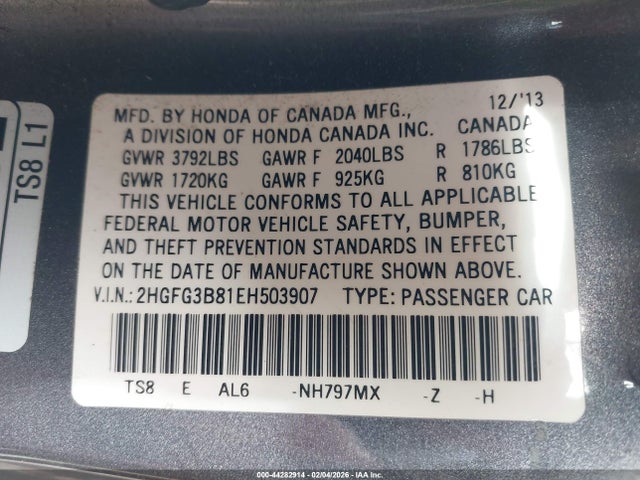 TS8 L1
MFD. BY HONDA OF CANADA MFG., 12/'13
A DIVISION OF HONDA CANADA INC. CANADA
GVWR 3792LBS GAWR F 2040LBS R 1786LBS
GVWR 1720KG GAWR F 925KG R 810KG
THIS VEHICLE CONFORMS TO ALL APPLICABLE
FEDERAL MOTOR VEHICLE SAFETY, BUMPER,
AND THEFT PREVENTION STANDARDS IN EFFECT
ON THE DATE OF MANUFACTURE SHOWN ABOVE.
V.I.N.: 2HGFG3B81EH503907 TYPE: PASSENGER CAR
TS8 E AL6 -NH797MX -Z -H
000-44282914 - 02/04/2026 - IAA Inc.